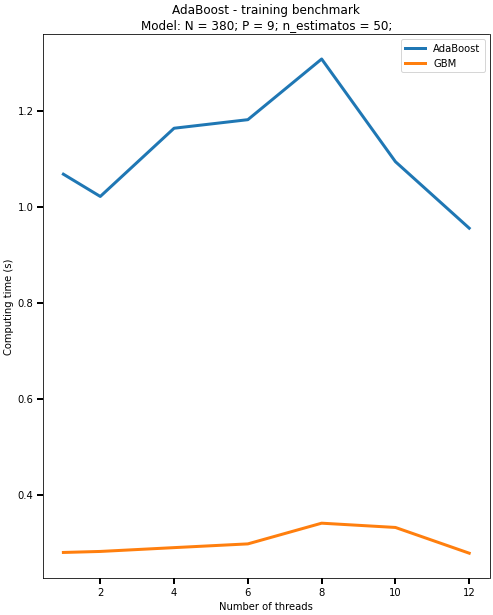 AdaBoost - training benchmark
Model: N = 380; P = 9; n_estimatos = 50;
AdaBoost
GBM
1.2
1.0
0.8
0.6
0.4
Computing time (s)
2 4 6 8 10 12
Number of threads